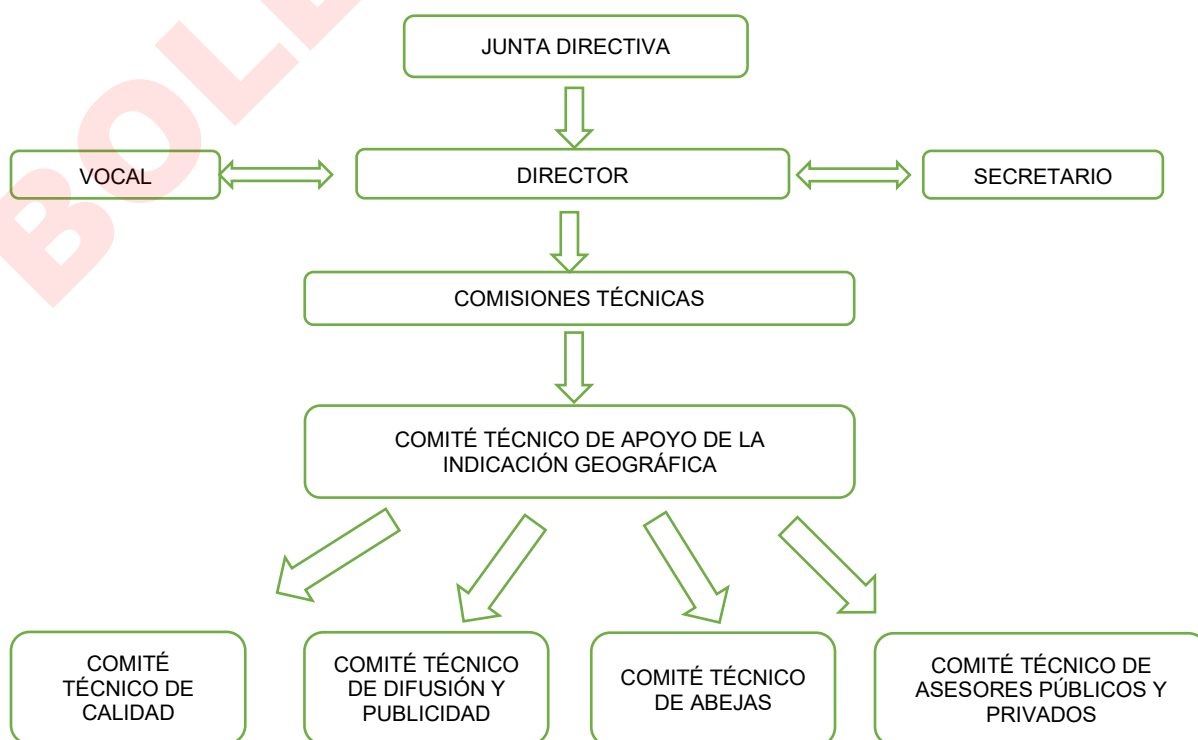 JUNTA DIRECTIVA
VOCAL
DIRECTOR
SECRETARIO
COMISIONES TÉCNICAS
COMITÉ TÉCNICO DE APOYO DE LA
INDICACIÓN GEOGRÁFICA
COMITÉ
TÉCNICO DE
CALIDAD
COMITÉ TÉCNICO
DE DIFUSIÓN Y
PUBLICIDAD
COMITÉ TÉCNICO
DE ABEJAS
COMITÉ TÉCNICO DE
ASESORES PÚBLICOS Y
PRIVADOS
BOL